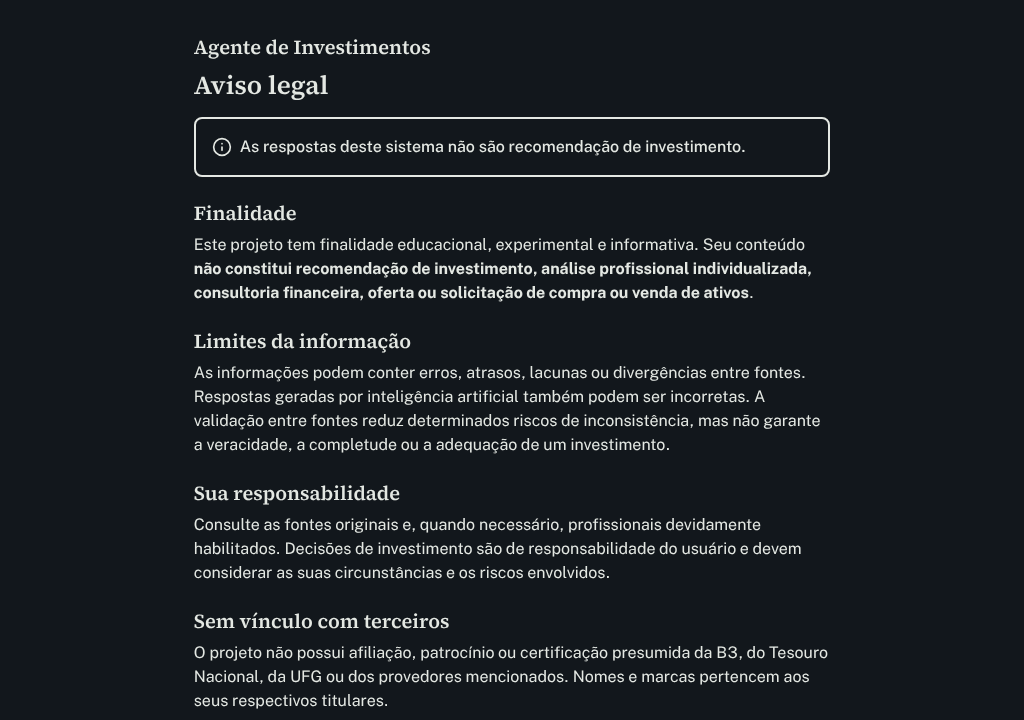 Agente de Investimentos
Aviso legal
As respostas deste sistema não são recomendação de investimento.
Finalidade
Este projeto tem finalidade educacional, experimental e informativa. Seu conteúdo
não constitui recomendação de investimento, análise profissional individualizada,
consultoria financeira, oferta ou solicitação de compra ou venda de ativos.
Limites da informação
As informações podem conter erros, atrasos, lacunas ou divergências entre fontes.
Respostas geradas por inteligência artificial também podem ser incorretas. A
validação entre fontes reduz determinados riscos de inconsistência, mas não garante
a veracidade, a completude ou a adequação de um investimento.
Sua responsabilidade
Consulte as fontes originais e, quando necessário, profissionais devidamente
habilitados. Decisões de investimento são de responsabilidade do usuário e devem
considerar as suas circunstâncias e os riscos envolvidos.
Sem vínculo com terceiros
O projeto não possui afiliação, patrocínio ou certificação presumida da B3, do Tesouro
Nacional, da UFG ou dos provedores mencionados. Nomes e marcas pertencem aos
seus respectivos titulares.